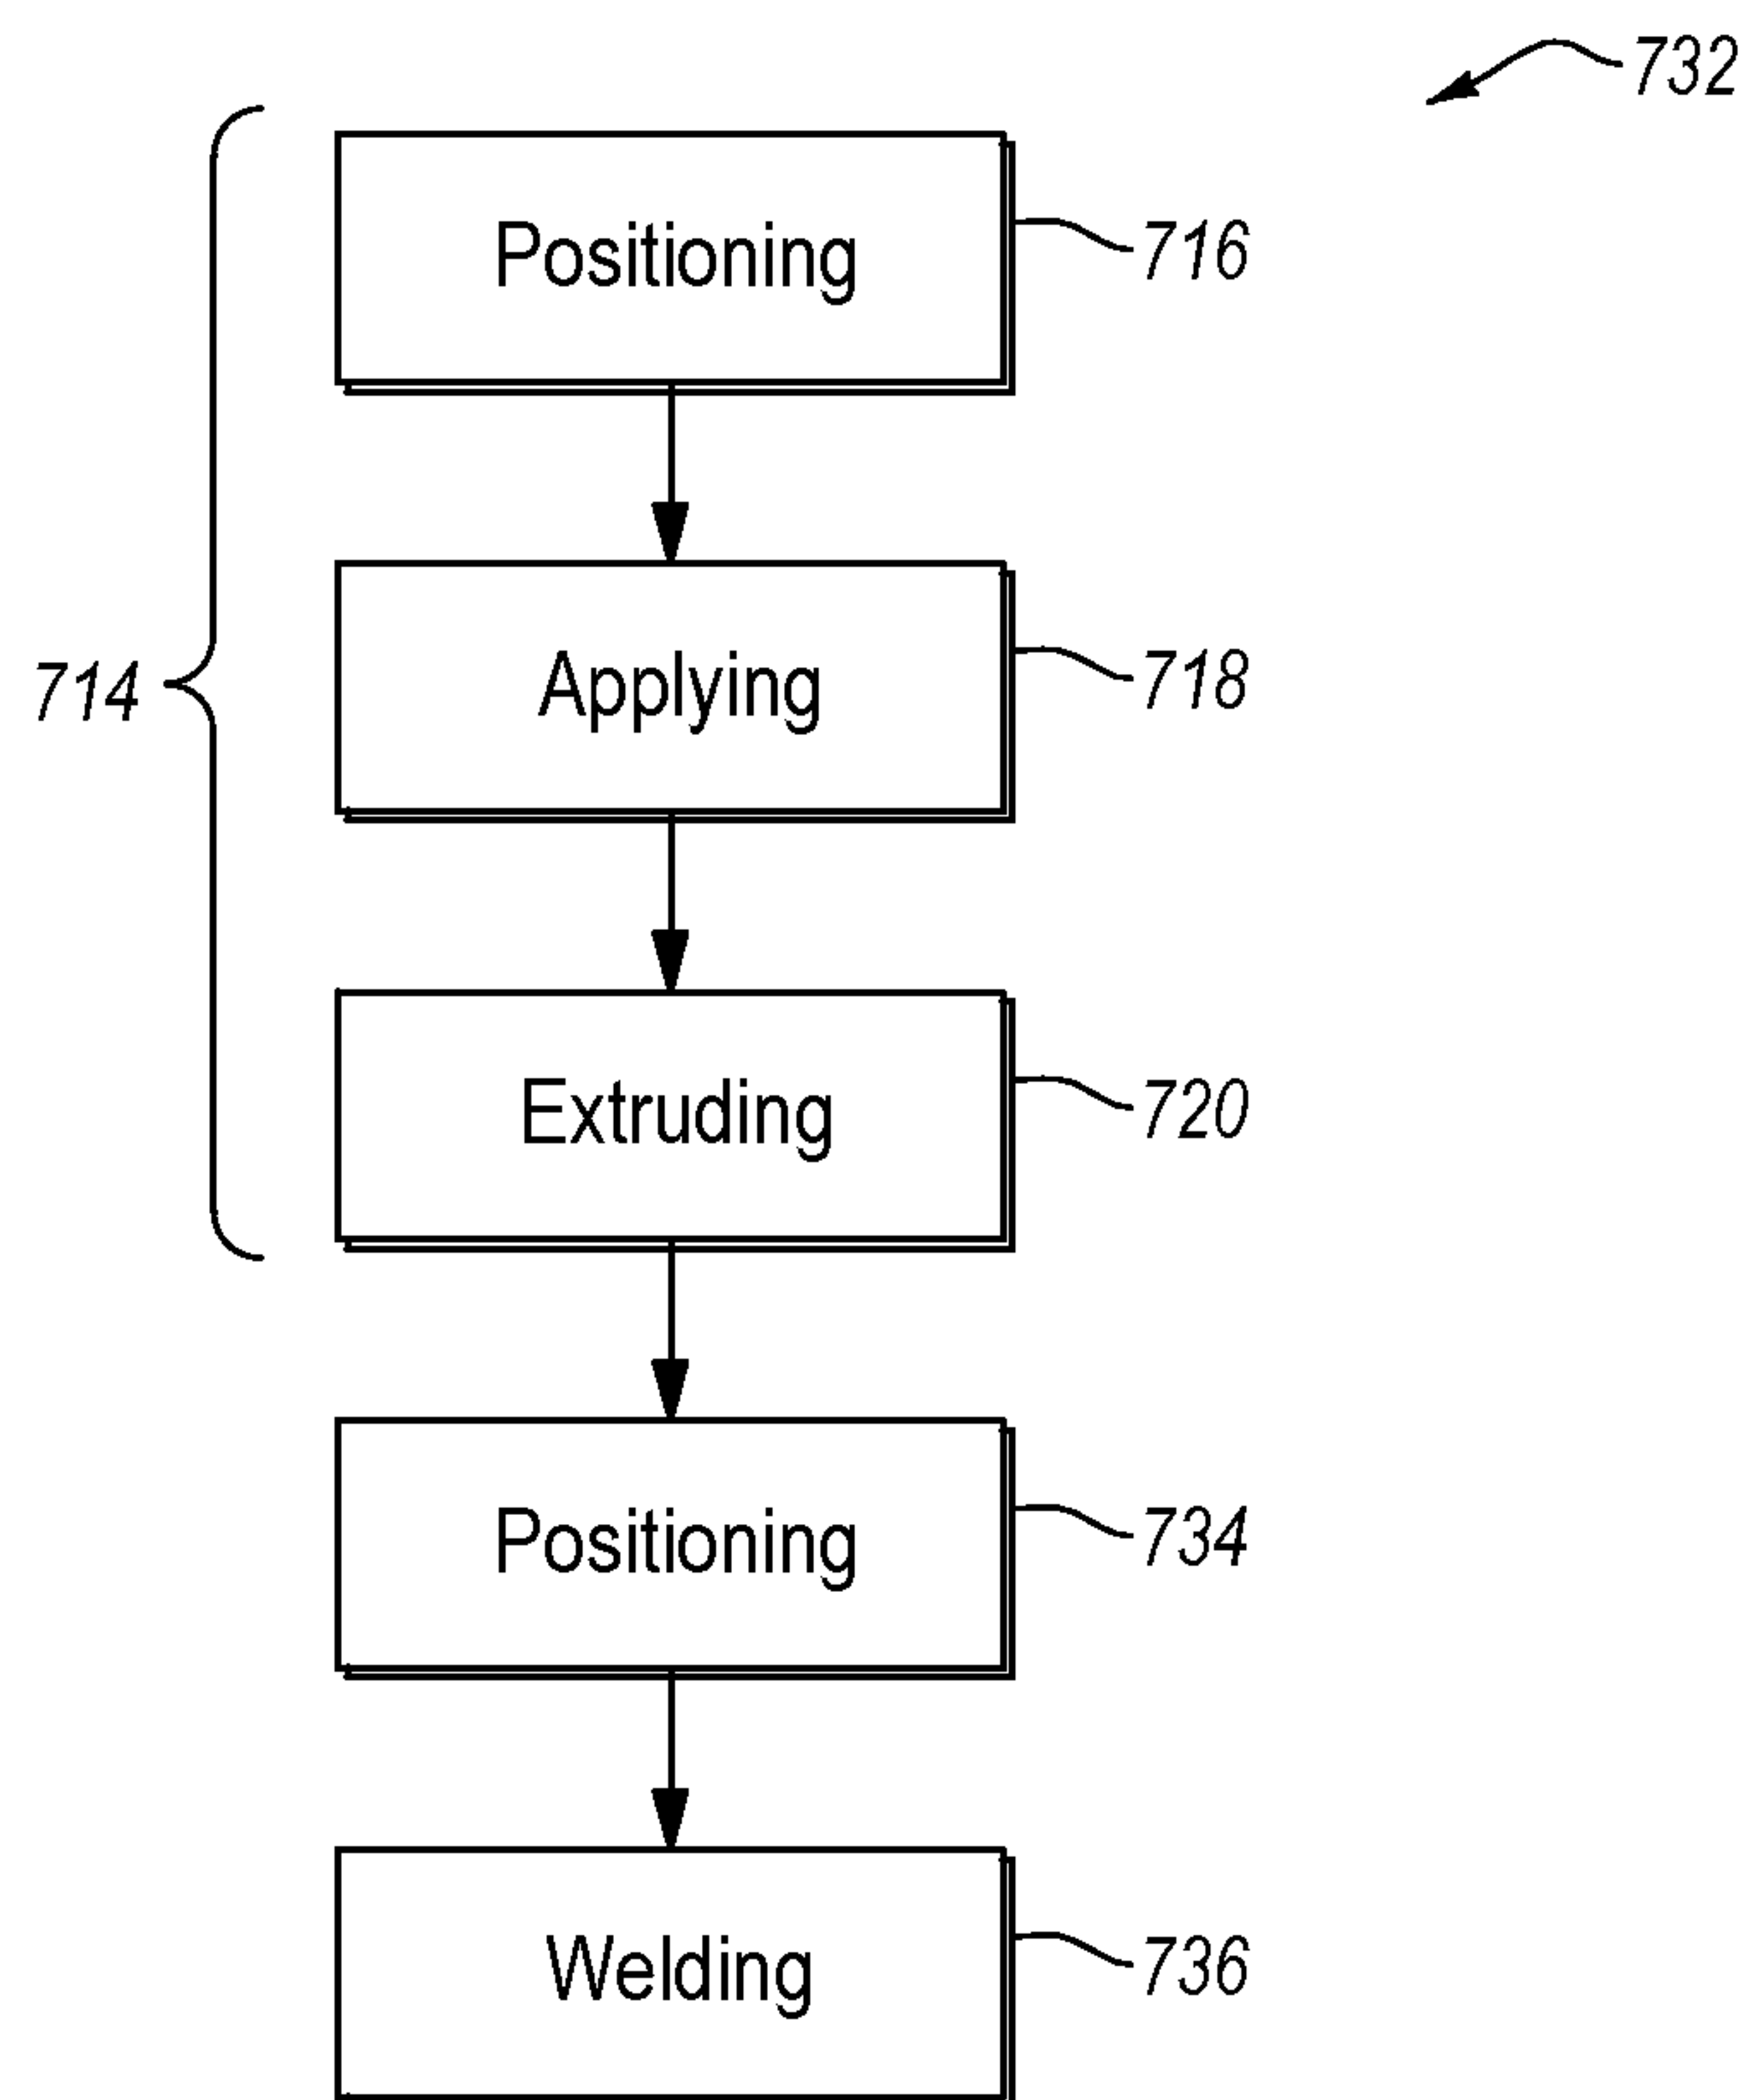 732
Positioning
716
Applying
718
714
Extruding
720
Positioning
734
Welding
736